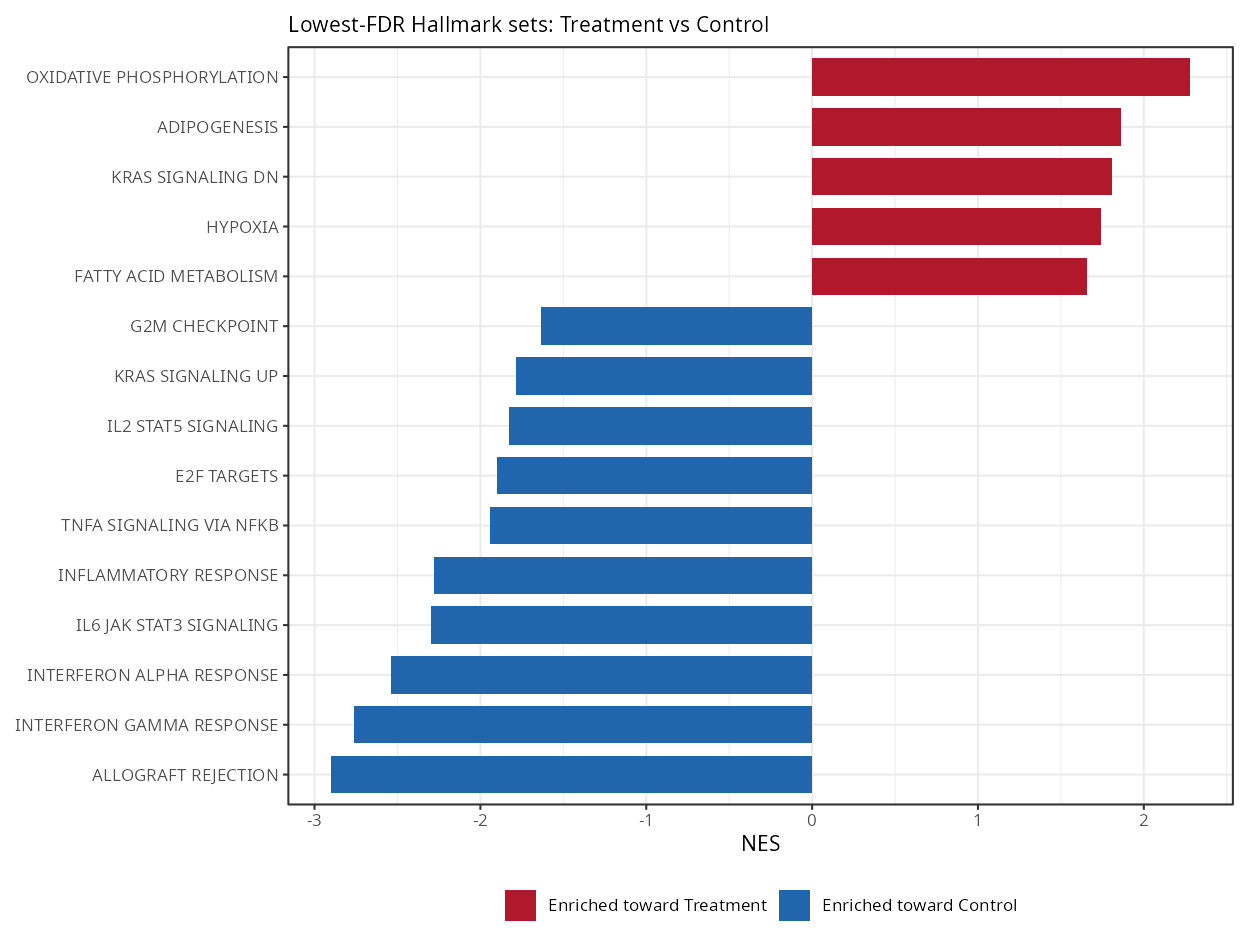 Lowest-FDR Hallmark sets: Treatment vs Control
OXIDATIVE PHOSPHORYLATION
ADIPOGENESIS
KRAS SIGNALING DN
HYPOXIA
FATTY ACID METABOLISM
G2M CHECKPOINT
KRAS SIGNALING UP
IL2 STAT5 SIGNALING
E2F TARGETS
TNFA SIGNALING VIA NFKB
INFLAMMATORY RESPONSE
IL6 JAK STAT3 SIGNALING
INTERFERON ALPHA RESPONSE
INTERFERON GAMMA RESPONSE
ALLOGRAFT REJECTION
-3 -2 -1 0 1 2
NES
Enriched toward Treatment Enriched toward Control